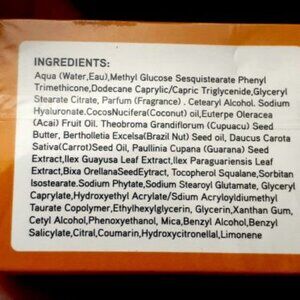 INGREDIENTS:
Aqua (Water,Eau),Methyl Glucose Sesquistearate Phenyl
Trimethicone,Dodecane Caprylic/Capric Triglycenide,Glyceryl
Stearate Citrate, Parfum (Fragrance) . Cetearyl Alcohol. Sodium
Hyaluronate.CocosNucifera(Coconut) oil,Euterpe Oleracea
(Acai) Fruit Oil. Theobroma Grandiflorum (Cupuacu) Seed
Butter, Bertholletia Excelsa(Brazil Nut) Seed oil, Daucus Carota
Sativa(Carrot)Seed Oil, Paullinia Cupana (Guarana) Seed
Extract,Ilex Guayusa Leaf Extract,Ilex Paraguariensis Leaf
Extract,Bixa OrellanaSeedEytract, Tocopherol Squalane,Sorbitan
Isostearate.Sodium Phytate,Sodium Stearoyl Glutamate, Glyceryl
Caprylate,Hydroxethyl Acrylate/Sdium Acryloyldiumethyl
Taurate Copolymer,Ethylhexylglycerin, Glycerin,Xanthan Gum,
Cetyl Alcohol,Phenoxyethanol, Mica,Benzyl Alcohol,Benzyl
Salicylate,Citral,Coumarin,Hydroxycitronellal,Limonene